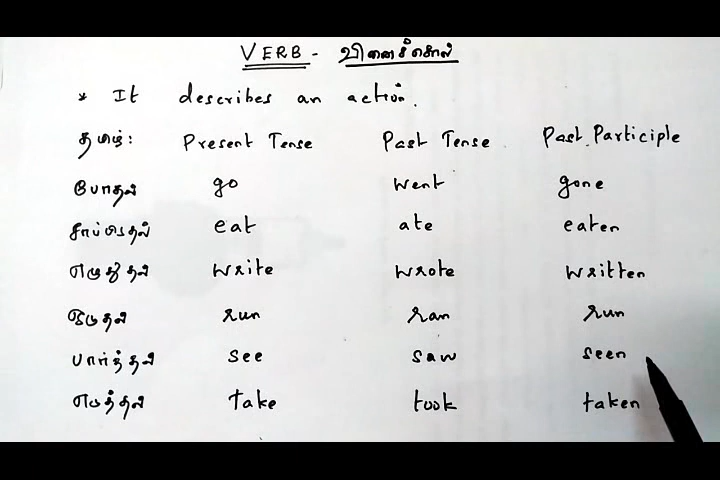 VERB - வினைச்சொல்
* It describes an action.
தமிழ்: Present Tense Past Tense Past Participle
போதல் go went gone
சாப்பிடுதல் eat ate eaten
எழுதுதல் write wrote written
ஓடுதல் run ran run
பார்த்தல் see saw seen
எடுத்தல் take took taken